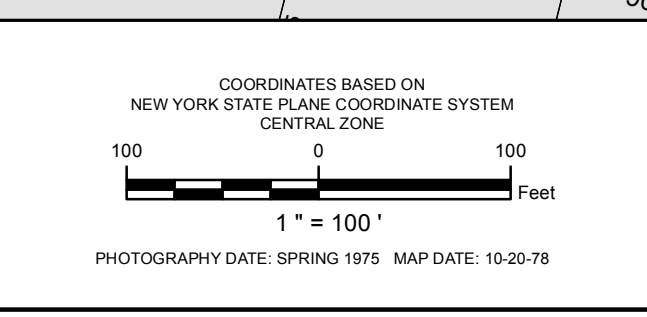 COORDINATES BASED ON
NEW YORK STATE PLANE COORDINATE SYSTEM
CENTRAL ZONE
100 0 100
Feet
1 " = 100 '
PHOTOGRAPHY DATE: SPRING 1975 MAP DATE: 10-20-78